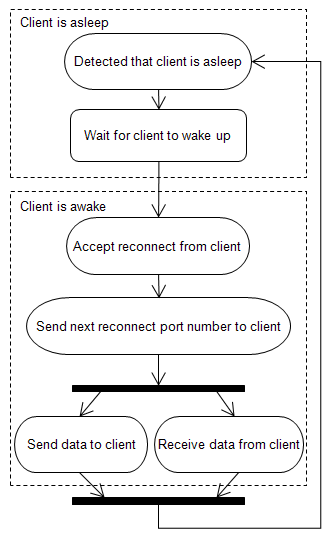 Client is asleep
Detected that client is asleep
Wait for client to wake up
Client is awake
Accept reconnect from client
Send next reconnect port number to client
Send data to client
Receive data from client